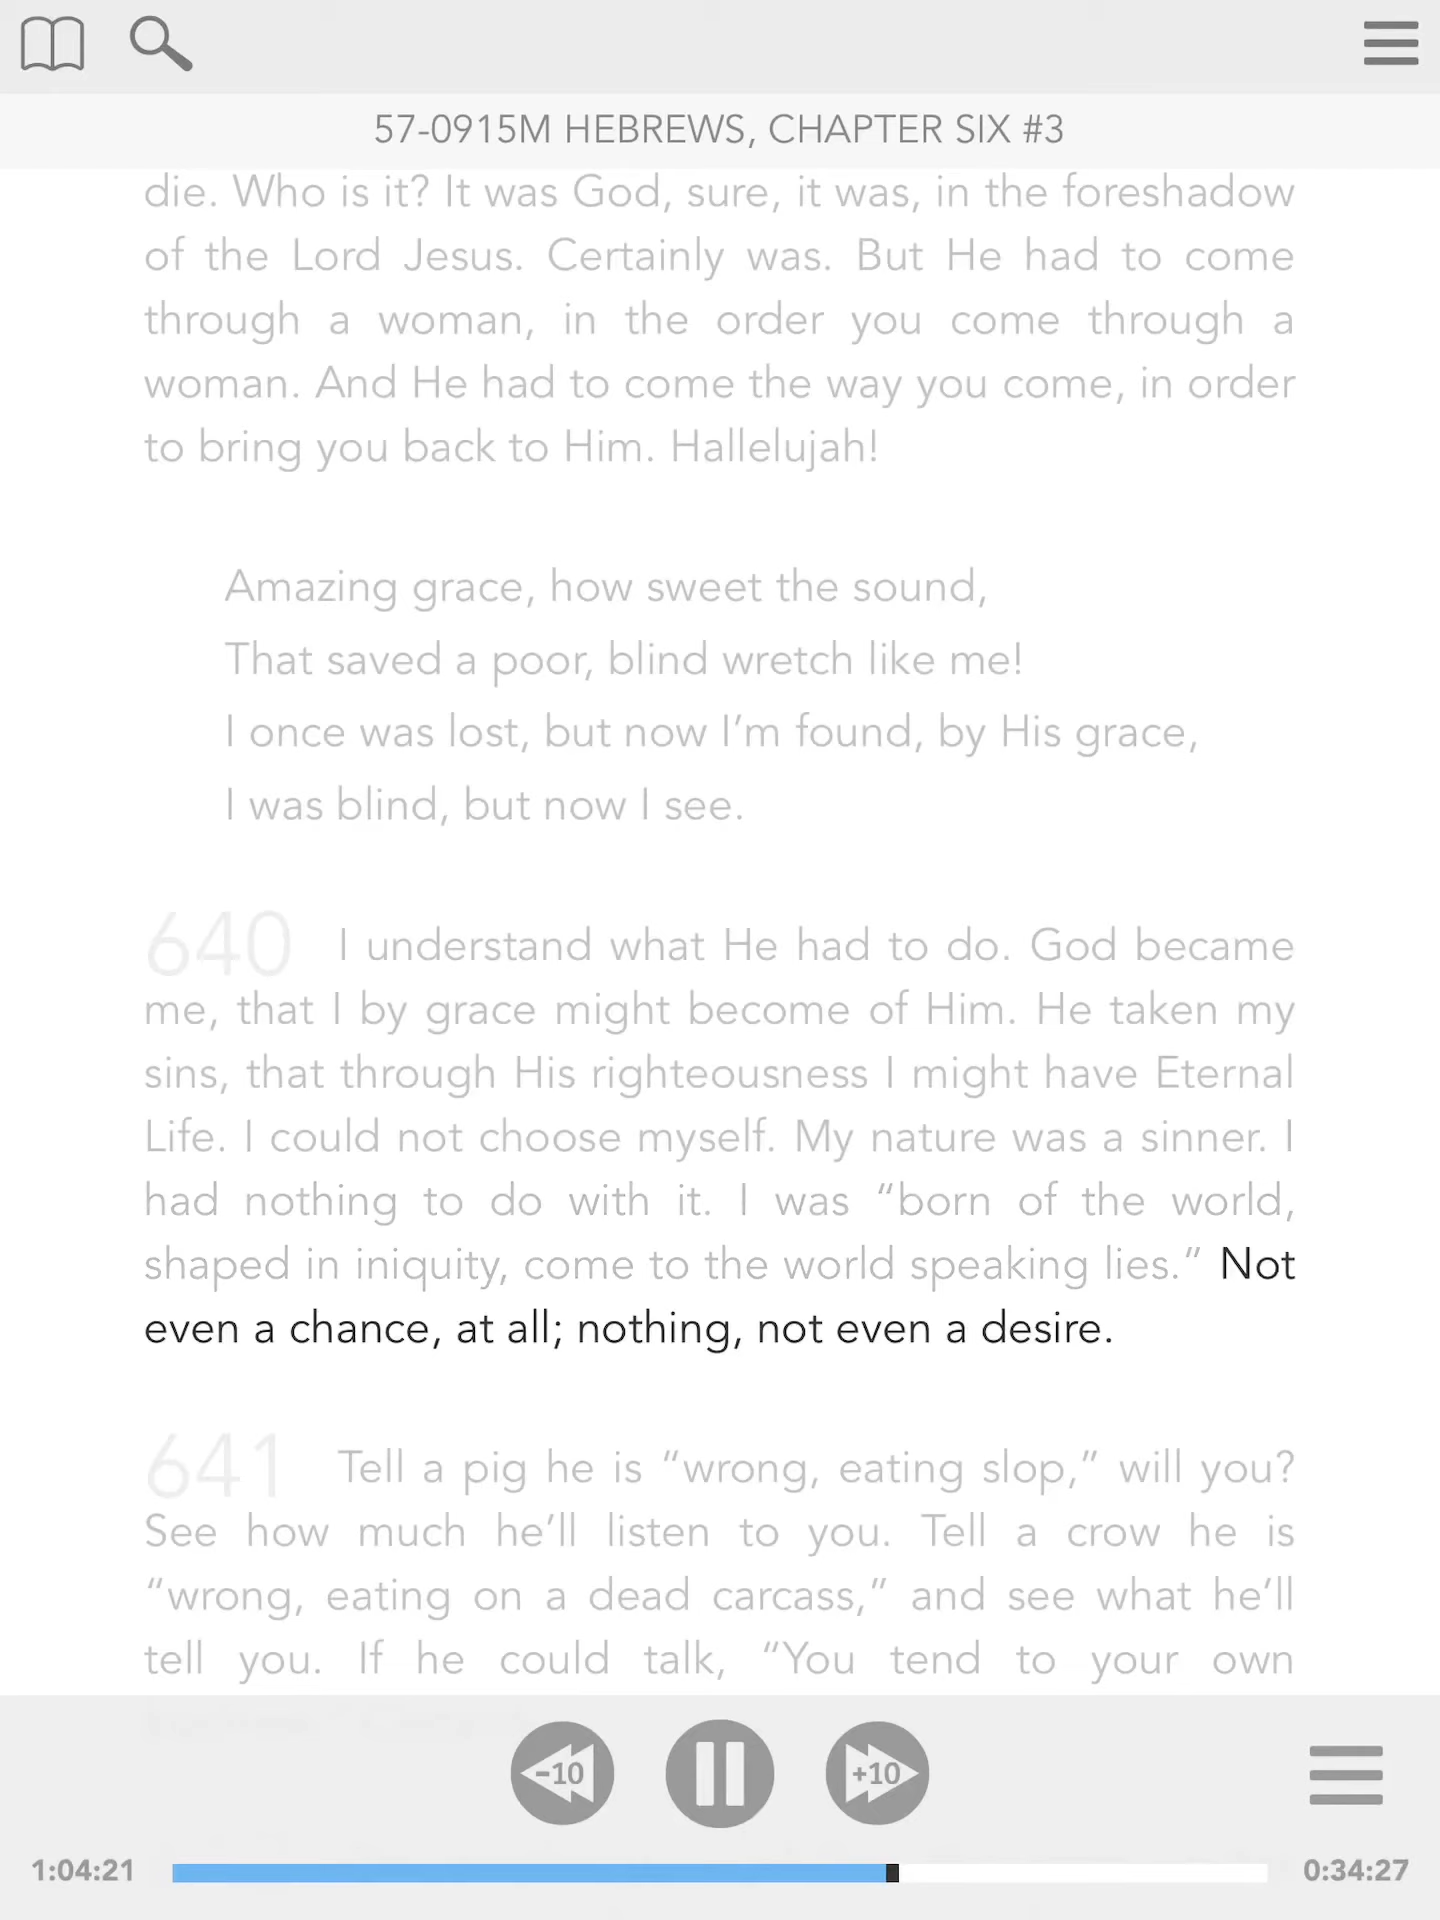 57-0915M HEBREWS, CHAPTER SIX #3
die. Who is it? It was God, sure, it was, in the foreshadow
of the Lord Jesus. Certainly was. But He had to come
through a woman, in the order you come through a
woman. And He had to come the way you come, in order
to bring you back to Him. Hallelujah!
Amazing grace, how sweet the sound,
That saved a poor, blind wretch like me!
I once was lost, but now I’m found, by His grace,
I was blind, but now I see.
640 I understand what He had to do. God became
me, that I by grace might become of Him. He taken my
sins, that through His righteousness I might have Eternal
Life. I could not choose myself. My nature was a sinner. I
had nothing to do with it. I was “born of the world,
shaped in iniquity, come to the world speaking lies.” Not
even a chance, at all; nothing, not even a desire.
641 Tell a pig he is “wrong, eating slop,” will you?
See how much he’ll listen to you. Tell a crow he is
“wrong, eating on a dead carcass,” and see what he’ll
tell you. If he could talk, “You tend to your own
-10 +10
1:04:21 0:34:27